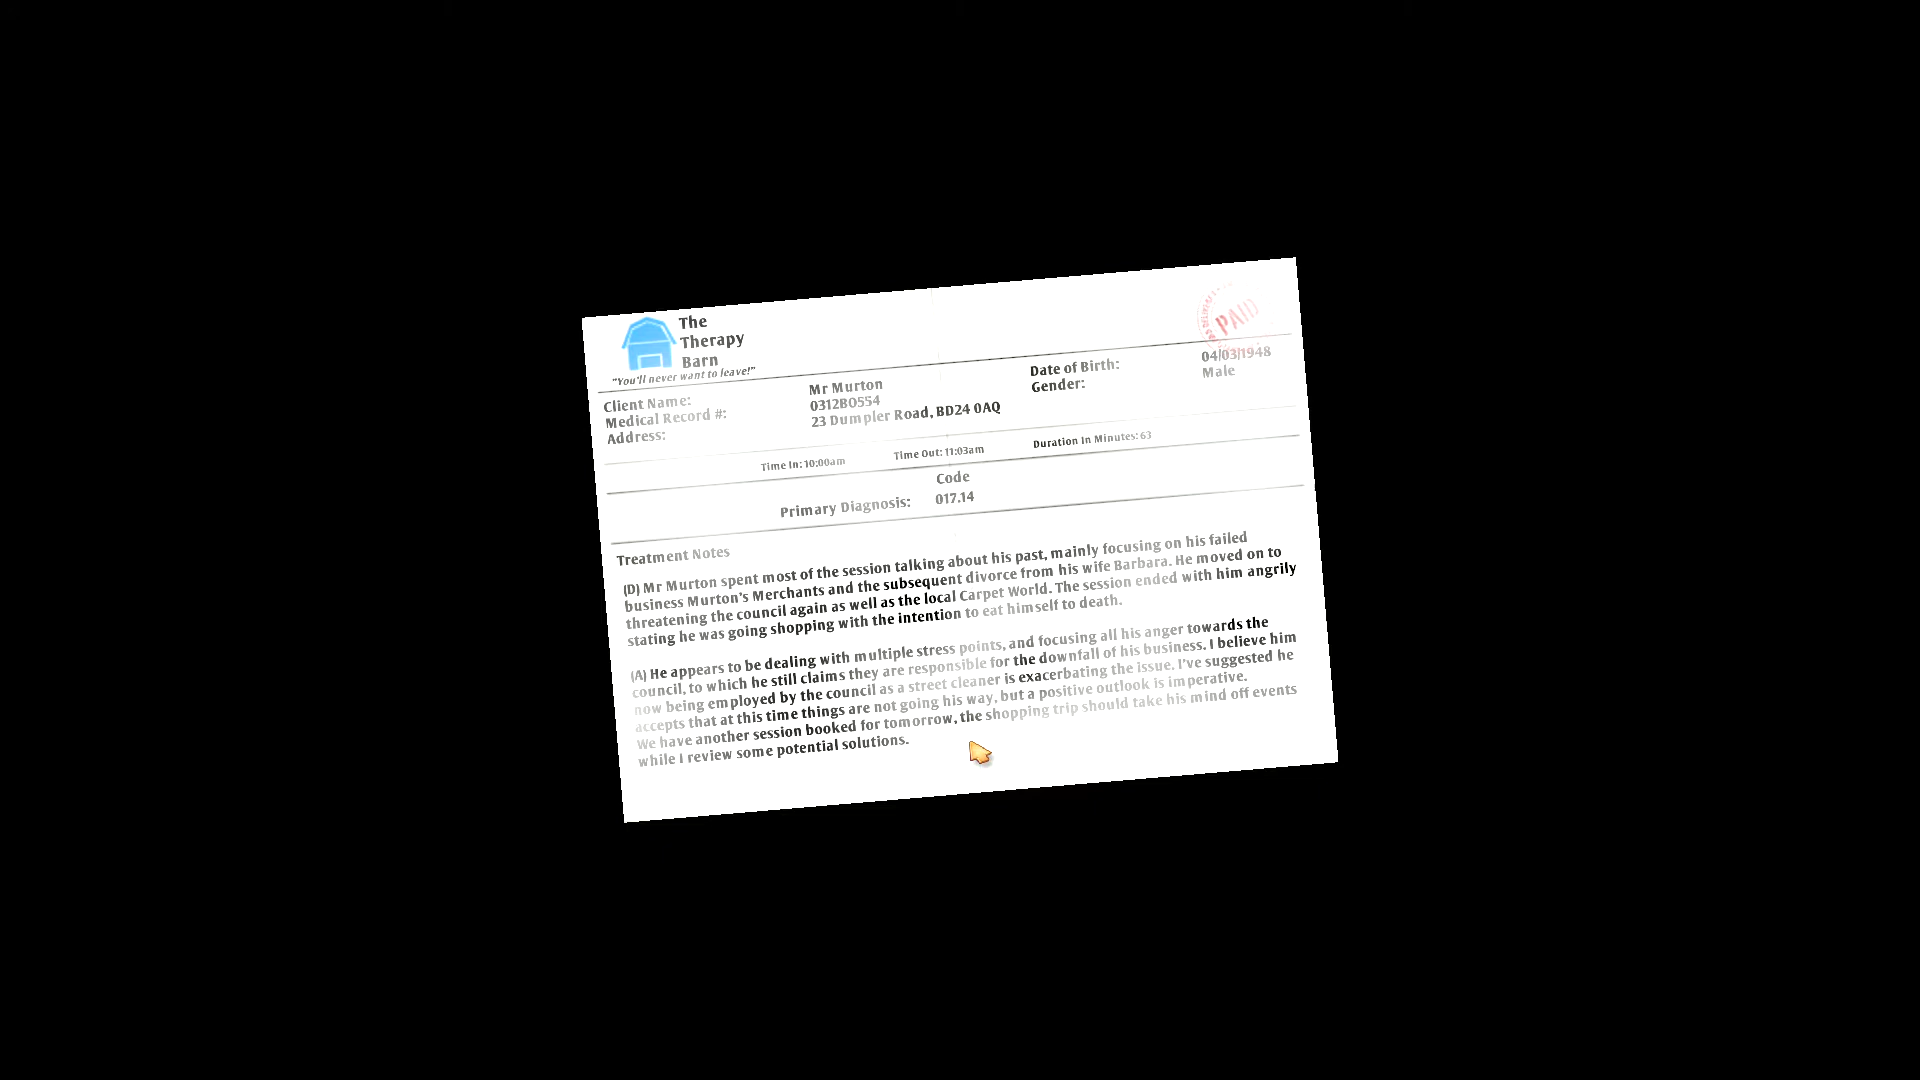 The
Therapy
Barn
"You'll never want to leave!"
PAID
Client Name: Mr Murton Date of Birth: 04/03/1948
Medical Record #: 0312BO554 Gender: Male
Address: 23 Dumpler Road, BD24 0AQ
Time In: 10:00am Time Out: 11:03am Duration In Minutes: 63
Code
Primary Diagnosis: 017.14
Treatment Notes
(D) Mr Murton spent most of the session talking about his past, mainly focusing on his failed
business Murton's Merchants and the subsequent divorce from his wife Barbara. He moved on to
threatening the council again as well as the local Carpet World. The session ended with him angrily
stating he was going shopping with the intention to eat himself to death.
(A) He appears to be dealing with multiple stress points, and focusing all his anger towards the
council, to which he still claims they are responsible for the downfall of his business. I believe him
now being employed by the council as a street cleaner is exacerbating the issue. I've suggested he
accepts that at this time things are not going his way, but a positive outlook is imperative.
We have another session booked for tomorrow, the shopping trip should take his mind off events
while I review some potential solutions.